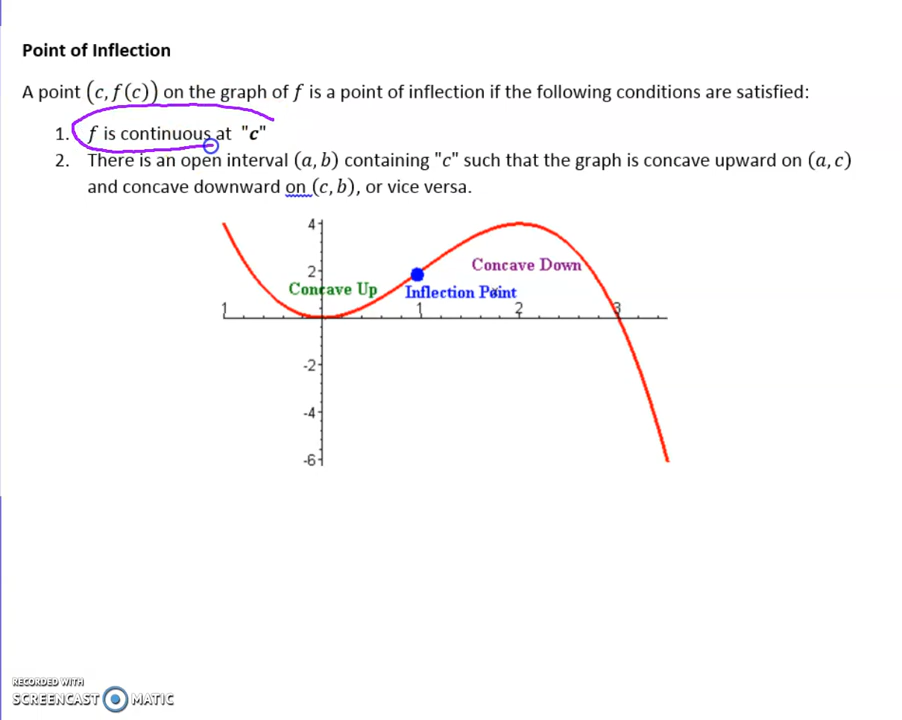 Point of Inflection
A point (c, f(c)) on the graph of f is a point of inflection if the following conditions are satisfied:
1. f is continuous at "c"
2. There is an open interval (a, b) containing "c" such that the graph is concave upward on (a, c)
and concave downward on (c, b), or vice versa.
4
2
Concave Down
Concave Up
Inflection Point
1 1 2 3
-2
-4
-6
RECORDED WITH
SCREENCAST MATIC